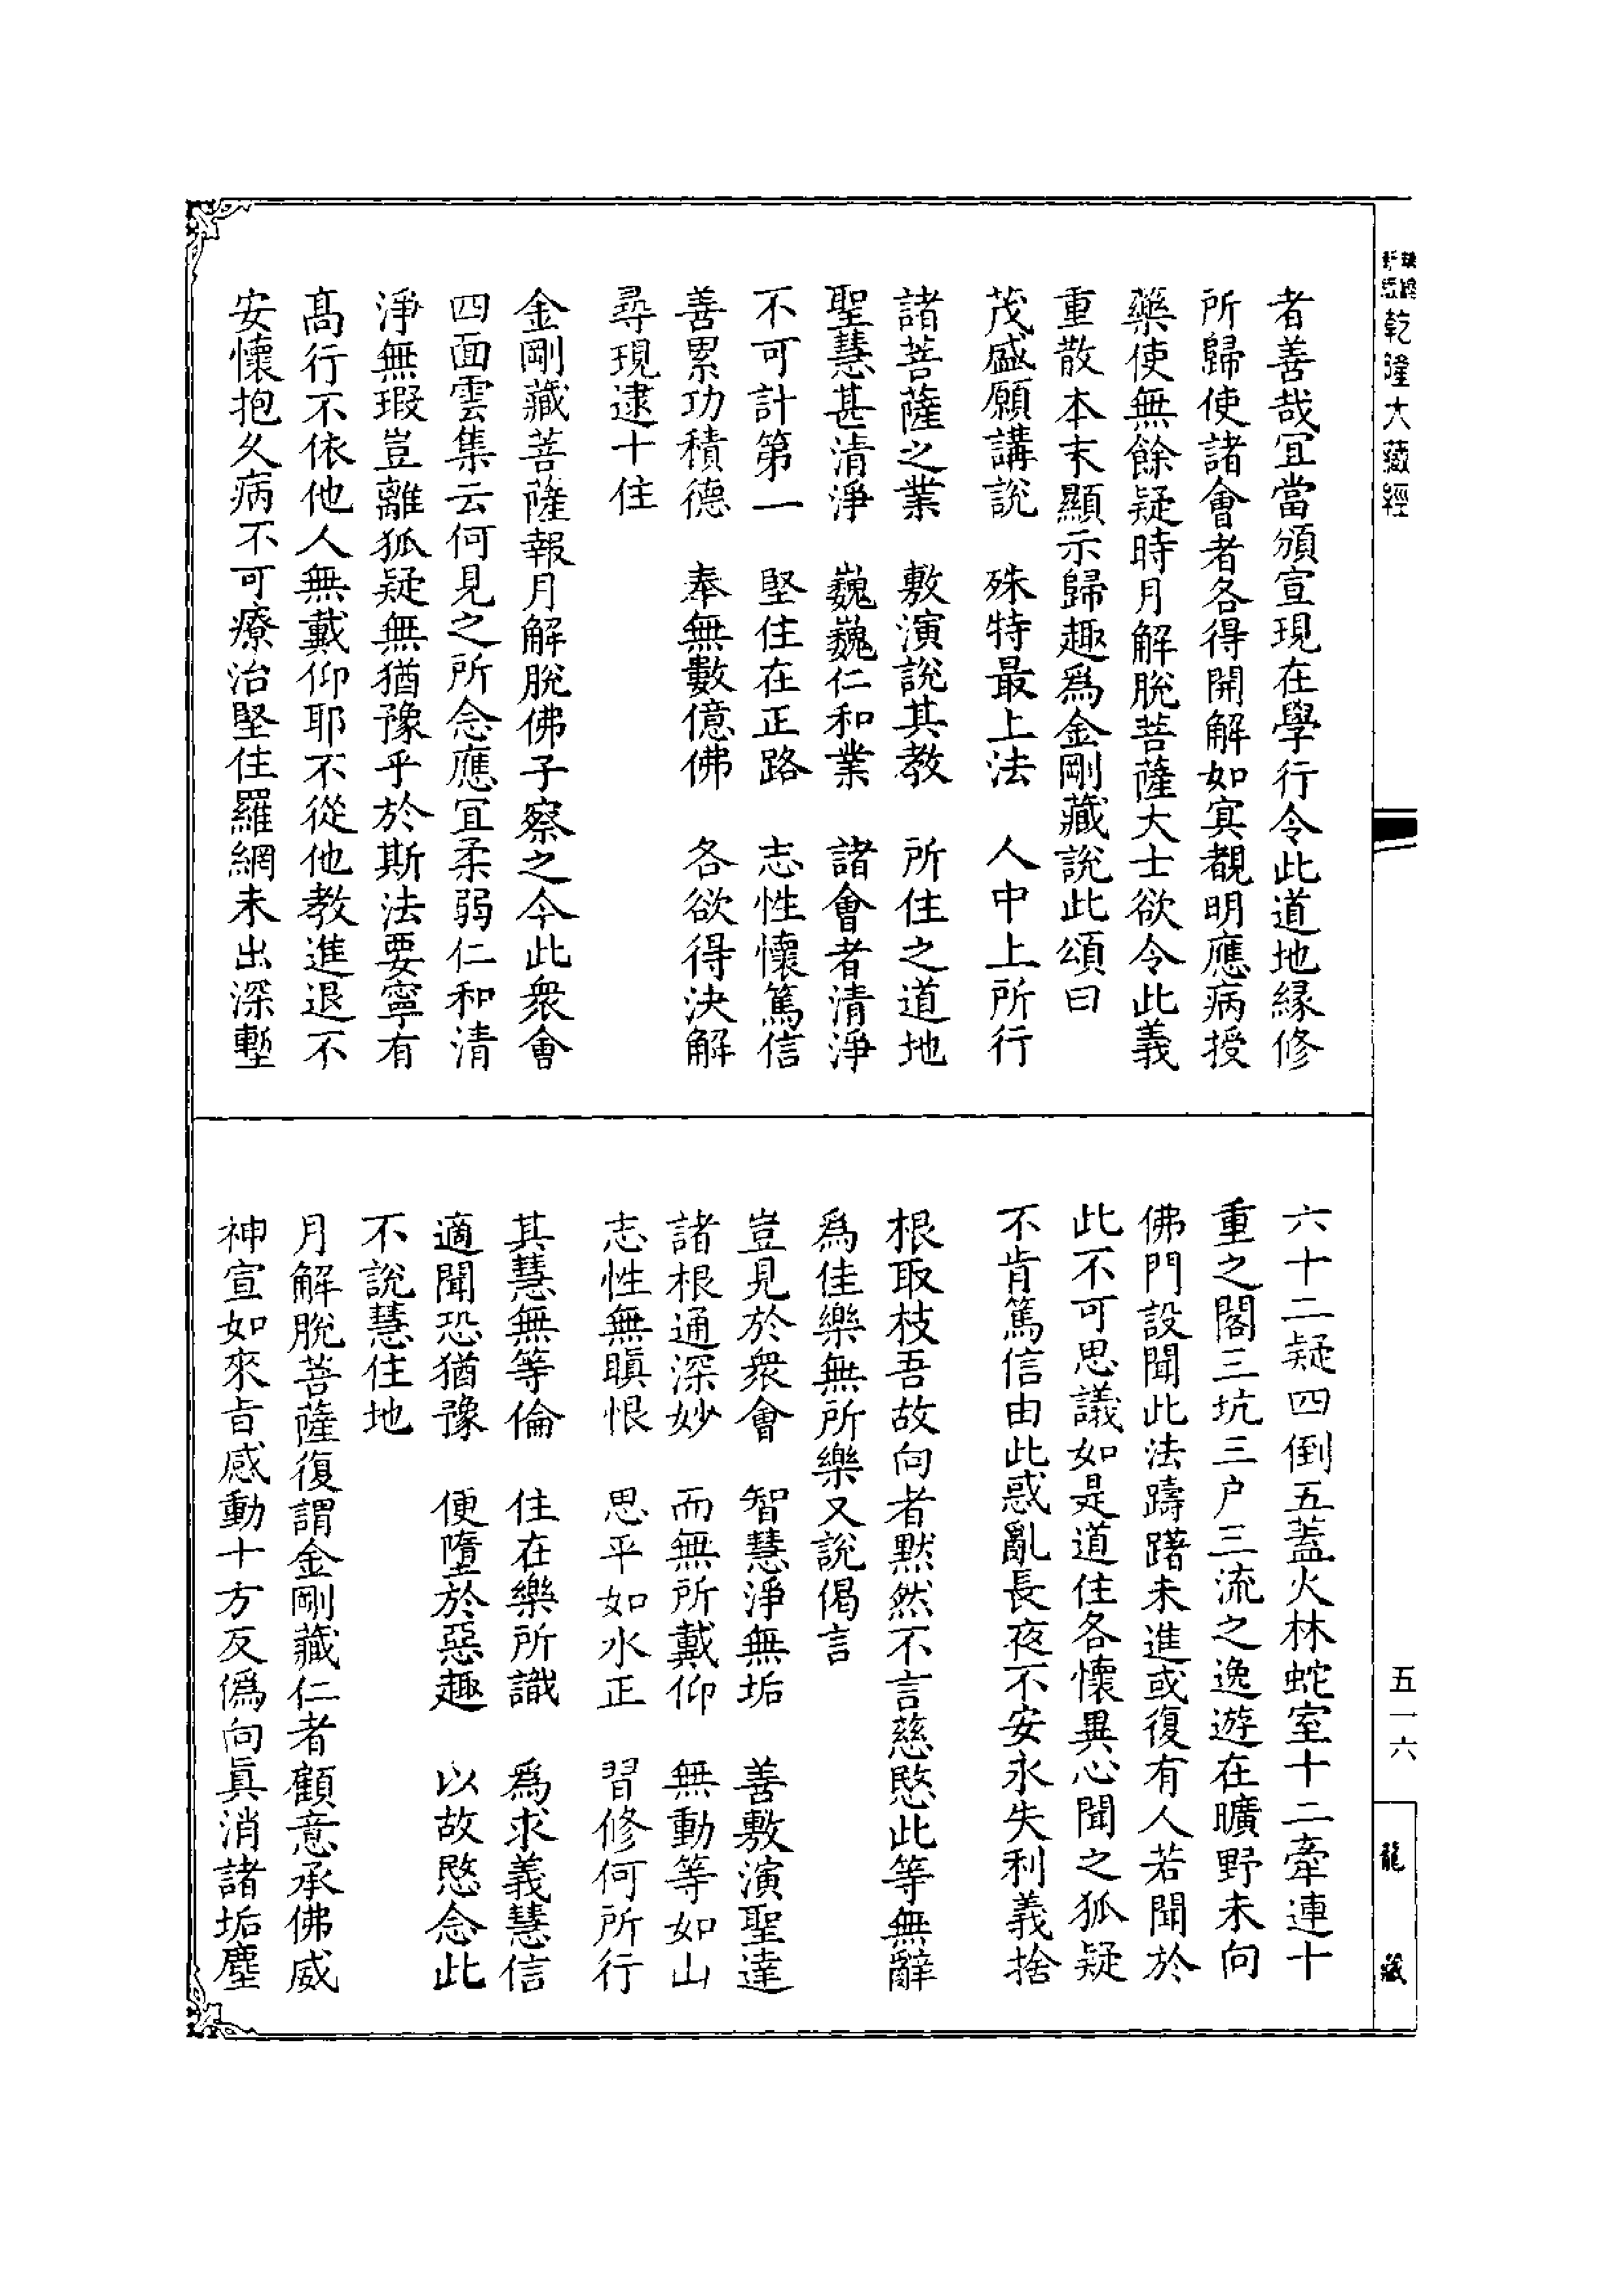 乾隆大藏經
者善哉宜當頒宣現在學行令此道地緣修
所歸使諸會者各得開解如冥覩明應病授
藥使無餘疑時月解脫菩薩大士欲令此義
重散本末顯示歸趣爲金剛藏說此頌曰
茂盛願講說　殊特最上法　人中上所行
諸菩薩之業　敷演說其教　所住之道地
聖慧甚清淨　巍巍仁和業　諸會者清淨
不可計第一　堅住在正路　志性懷篤信
善累功積德　奉無數億佛　各欲得決解
尋現逮十住
金剛藏菩薩報月解脫佛子察之今此衆會
四面雲集云何見之所念應宜柔弱仁和清
淨無瑕豈離狐疑無猶豫乎於斯法要寧有
高行不依他人無戴仰耶不從他教進退不
安懷抱久病不可療治堅住羅網未出深塹
六十二疑四倒五蓋火林蛇室十二牽連十
重之閣三坑三户三流之逸遊在曠野未向
佛門設聞此法躊躇未進或復有人若聞於
此不可思議如是道住各懷異心聞之狐疑
不肯篤信由此惑亂長夜不安永失利義捨
根取枝吾故向者默然不言慈愍此等無辭
爲佳樂無所樂又說偈言
豈見於衆會　智慧淨無垢　善敷演聖達
諸根通深妙　而無所戴仰　無動等如山
志性無瞋恨　思平如水正　習修何所行
其慧無等倫　住在樂所識　爲求義慧信
適聞恐猶豫　便墮於惡趣　以故愍念此
不說慧住地
月解脫菩薩復謂金剛藏仁者顧意承佛威
神宣如來旨感動十方反僞向眞消諸垢塵
五一六
龍藏